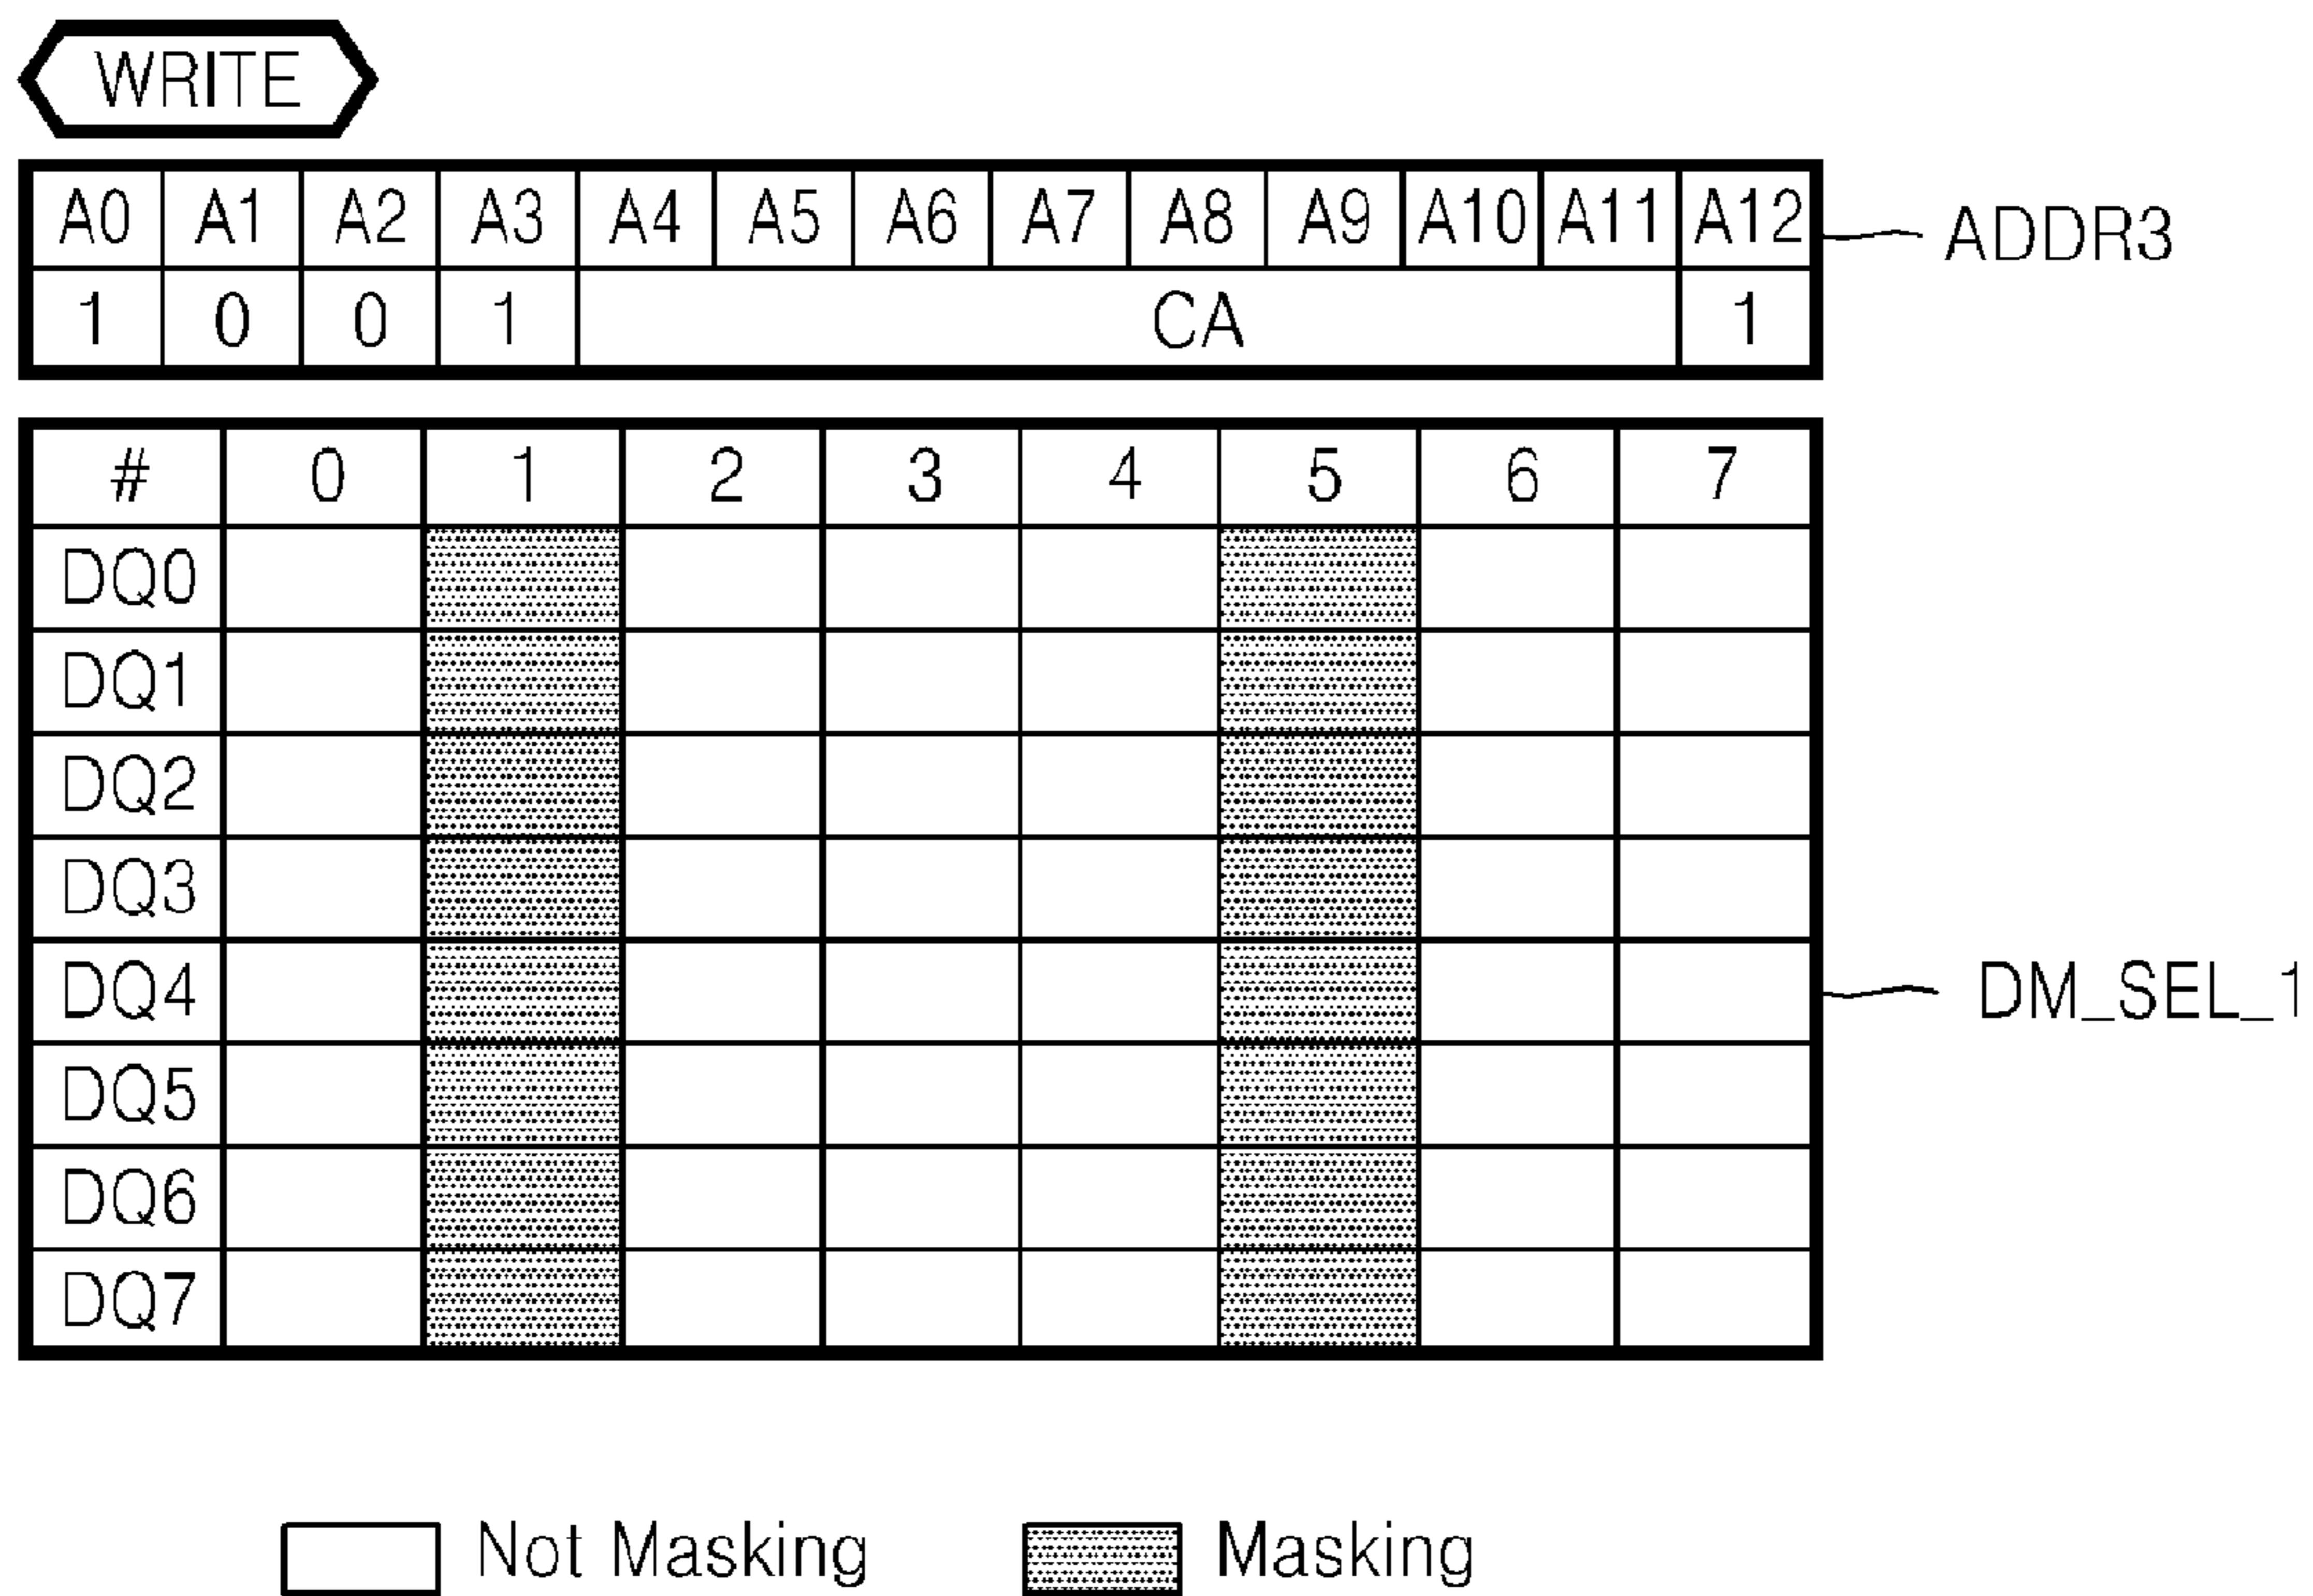 WRITE
A0 A1 A2 A3 A4 A5 A6 A7 A8 A9 A10 A11 A12 ADDR3
1 0 0 1 CA 1
# 0 1 2 3 4 5 6 7
DQ0
DQ1
DQ2
DQ3
DQ4 DM_SEL_1
DQ5
DQ6
DQ7
Not Masking Masking